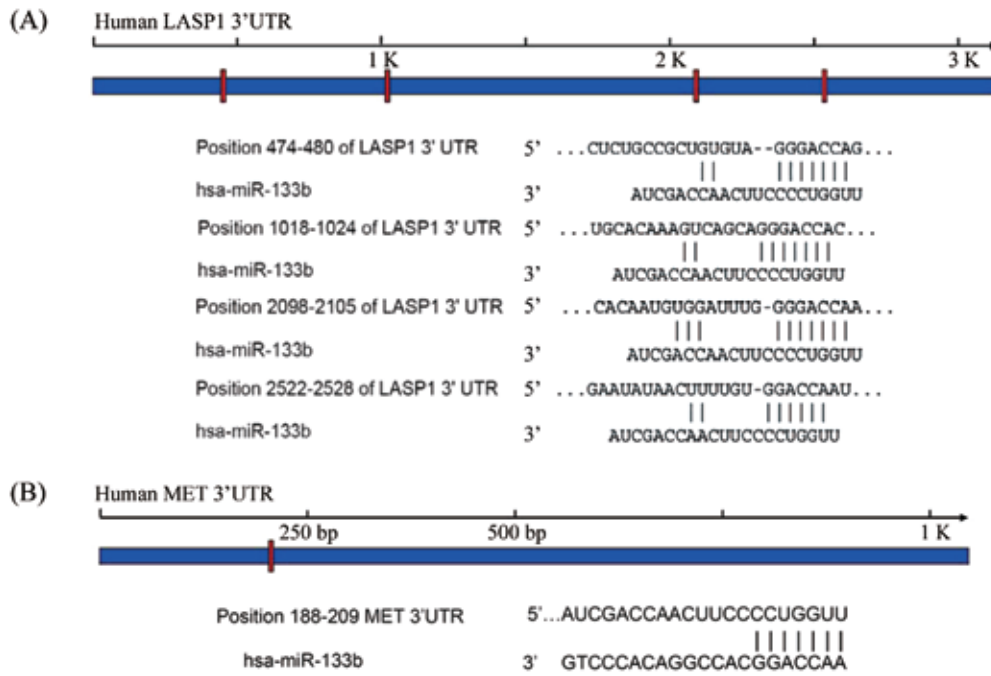 (A) Human LASP1 3'UTR
1 K 2 K 3 K
Position 474-480 of LASP1 3' UTR 5' ...CUCUGCCGCUGUGUA--GGGACCAG...
hsa-miR-133b 3' AUCGACCAACUUCCCCUGGUU
Position 1018-1024 of LASP1 3' UTR 5' ...UGCACAAAGUCAGCAGGGACCAC...
hsa-miR-133b 3' AUCGACCAACUUCCCCUGGUU
Position 2098-2105 of LASP1 3' UTR 5' ...CACAAUGUGGAUUUG-GGGACCAA...
hsa-miR-133b 3' AUCGACCAACUUCCCCUGGUU
Position 2522-2528 of LASP1 3' UTR 5' ...GAAUAUAACUUUUGU-GGACCAAU...
hsa-miR-133b 3' AUCGACCAACUUCCCCUGGUU
(B) Human MET 3'UTR
250 bp 500 bp 1 K
Position 188-209 MET 3'UTR 5'...AUCGACCAACUUCCCCUGGUU
hsa-miR-133b 3' GTCCCACAGGCCACGGACCAA